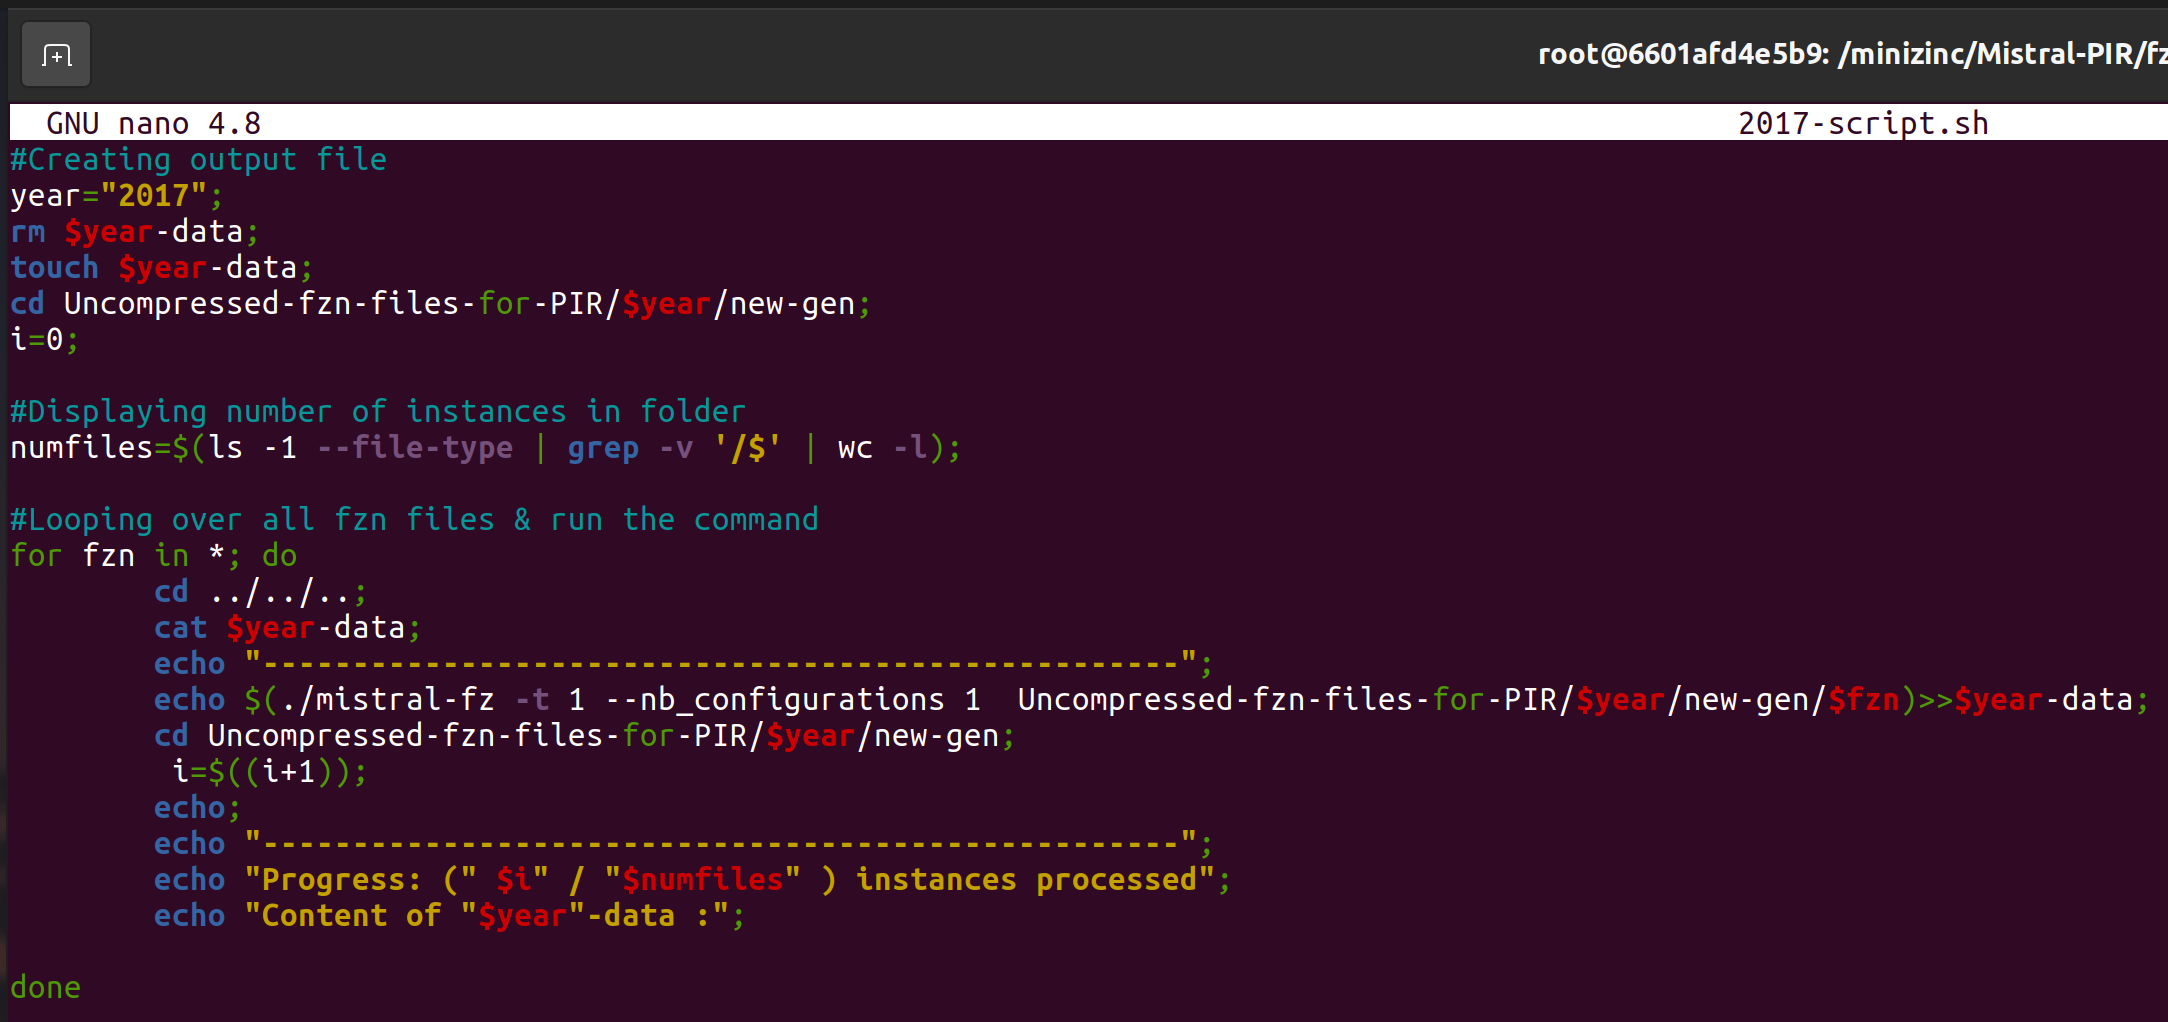 root@6601afd4e5b9: /minizinc/Mistral-PIR/fz
GNU nano 4.8 2017-script.sh
#Creating output file
year="2017";
rm $year-data;
touch $year-data;
cd Uncompressed-fzn-files-for-PIR/$year/new-gen;
i=0;
#Displaying number of instances in folder
numfiles=$(ls -1 --file-type | grep -v '/$' | wc -l);
#Looping over all fzn files & run the command
for fzn in *; do
cd ../../..;
cat $year-data;
echo "---------------------------------------------------";
echo $(./mistral-fz -t 1 --nb_configurations 1  Uncompressed-fzn-files-for-PIR/$year/new-gen/$fzn)>>$year-data;
cd Uncompressed-fzn-files-for-PIR/$year/new-gen;
i=$((i+1));
echo;
echo "---------------------------------------------------";
echo "Progress: (" $i" / "$numfiles" ) instances processed";
echo "Content of "$year"-data :";
done